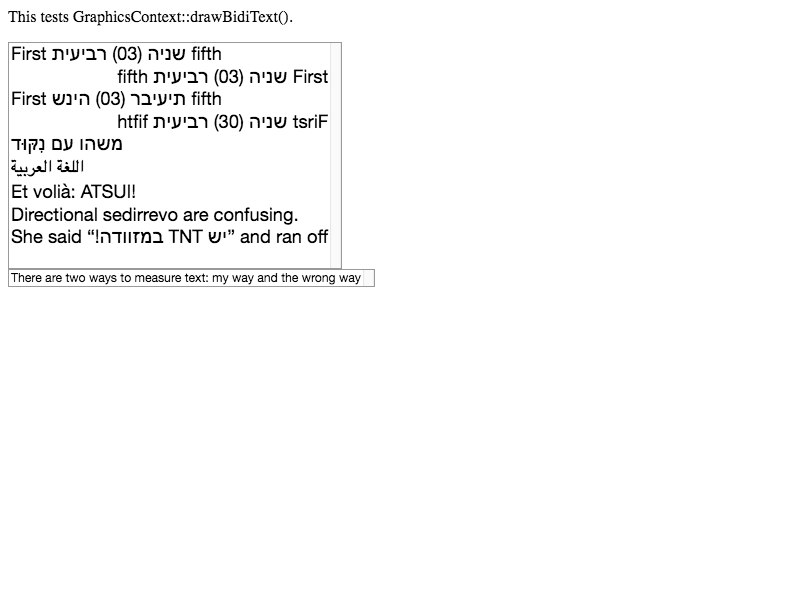 First שניה (03) רביעית fifth
First שניה (03) רביעית fifth
First תיעיבר (03) הינש fifth
tsriF שניה (30) רביעית htfif
משהו עם נִקּוּד
اللغة العربية
Et volià: ATSUI!
Directional sedirrevo are confusing.
She said “יש TNT במזוודה!” and ran off
There are two ways to measure text: my way and the wrong way
This tests GraphicsContext::drawBidiText().